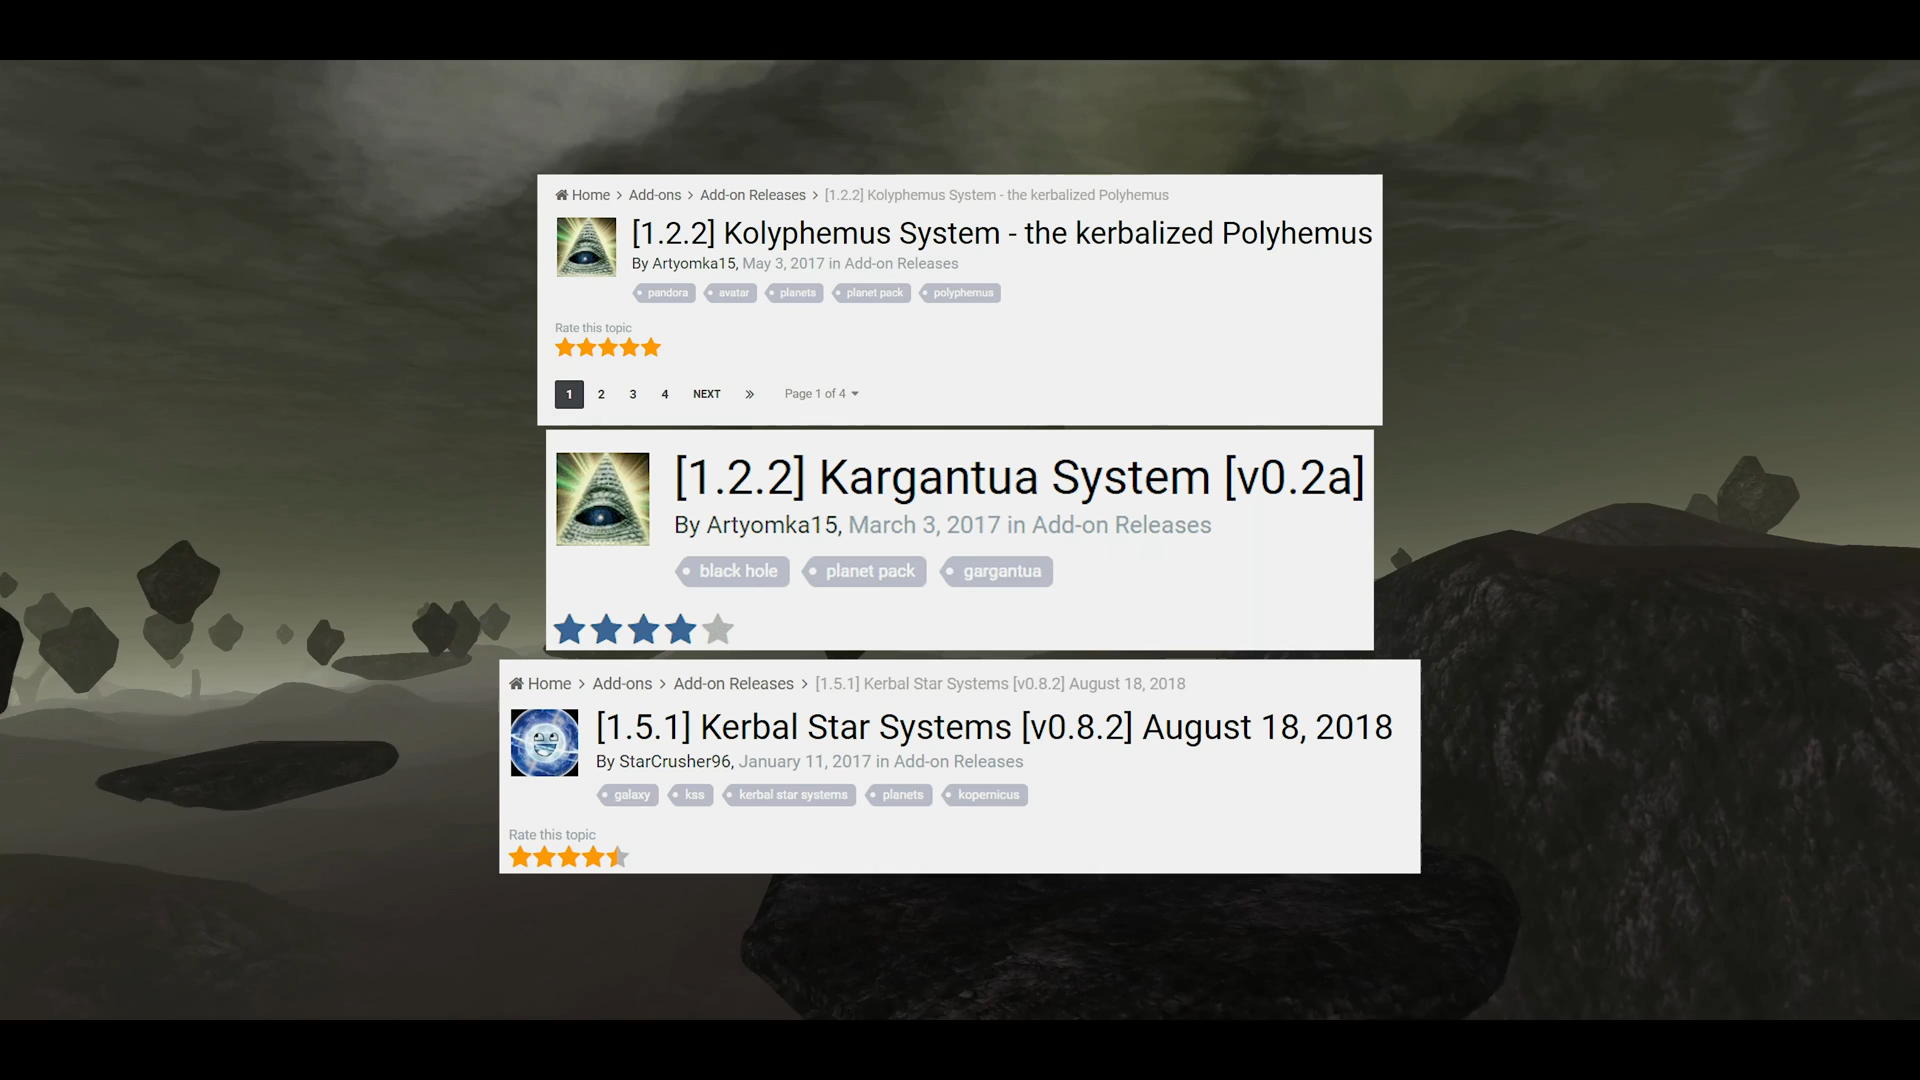 Home > Add-ons > Add-on Releases > [1.2.2] Kolyphemus System - the kerbalized Polyhemus
[1.2.2] Kolyphemus System - the kerbalized Polyhemus
By Artyomka15, May 3, 2017 in Add-on Releases
pandora avatar planets planet pack polyphemus
Rate this topic
1 2 3 4 NEXT » Page 1 of 4
[1.2.2] Kargantua System [v0.2a]
By Artyomka15, March 3, 2017 in Add-on Releases
black hole planet pack gargantua
Home > Add-ons > Add-on Releases > [1.5.1] Kerbal Star Systems [v0.8.2] August 18, 2018
[1.5.1] Kerbal Star Systems [v0.8.2] August 18, 2018
By StarCrusher96, January 11, 2017 in Add-on Releases
galaxy kss kerbal star systems planets kopernicus
Rate this topic